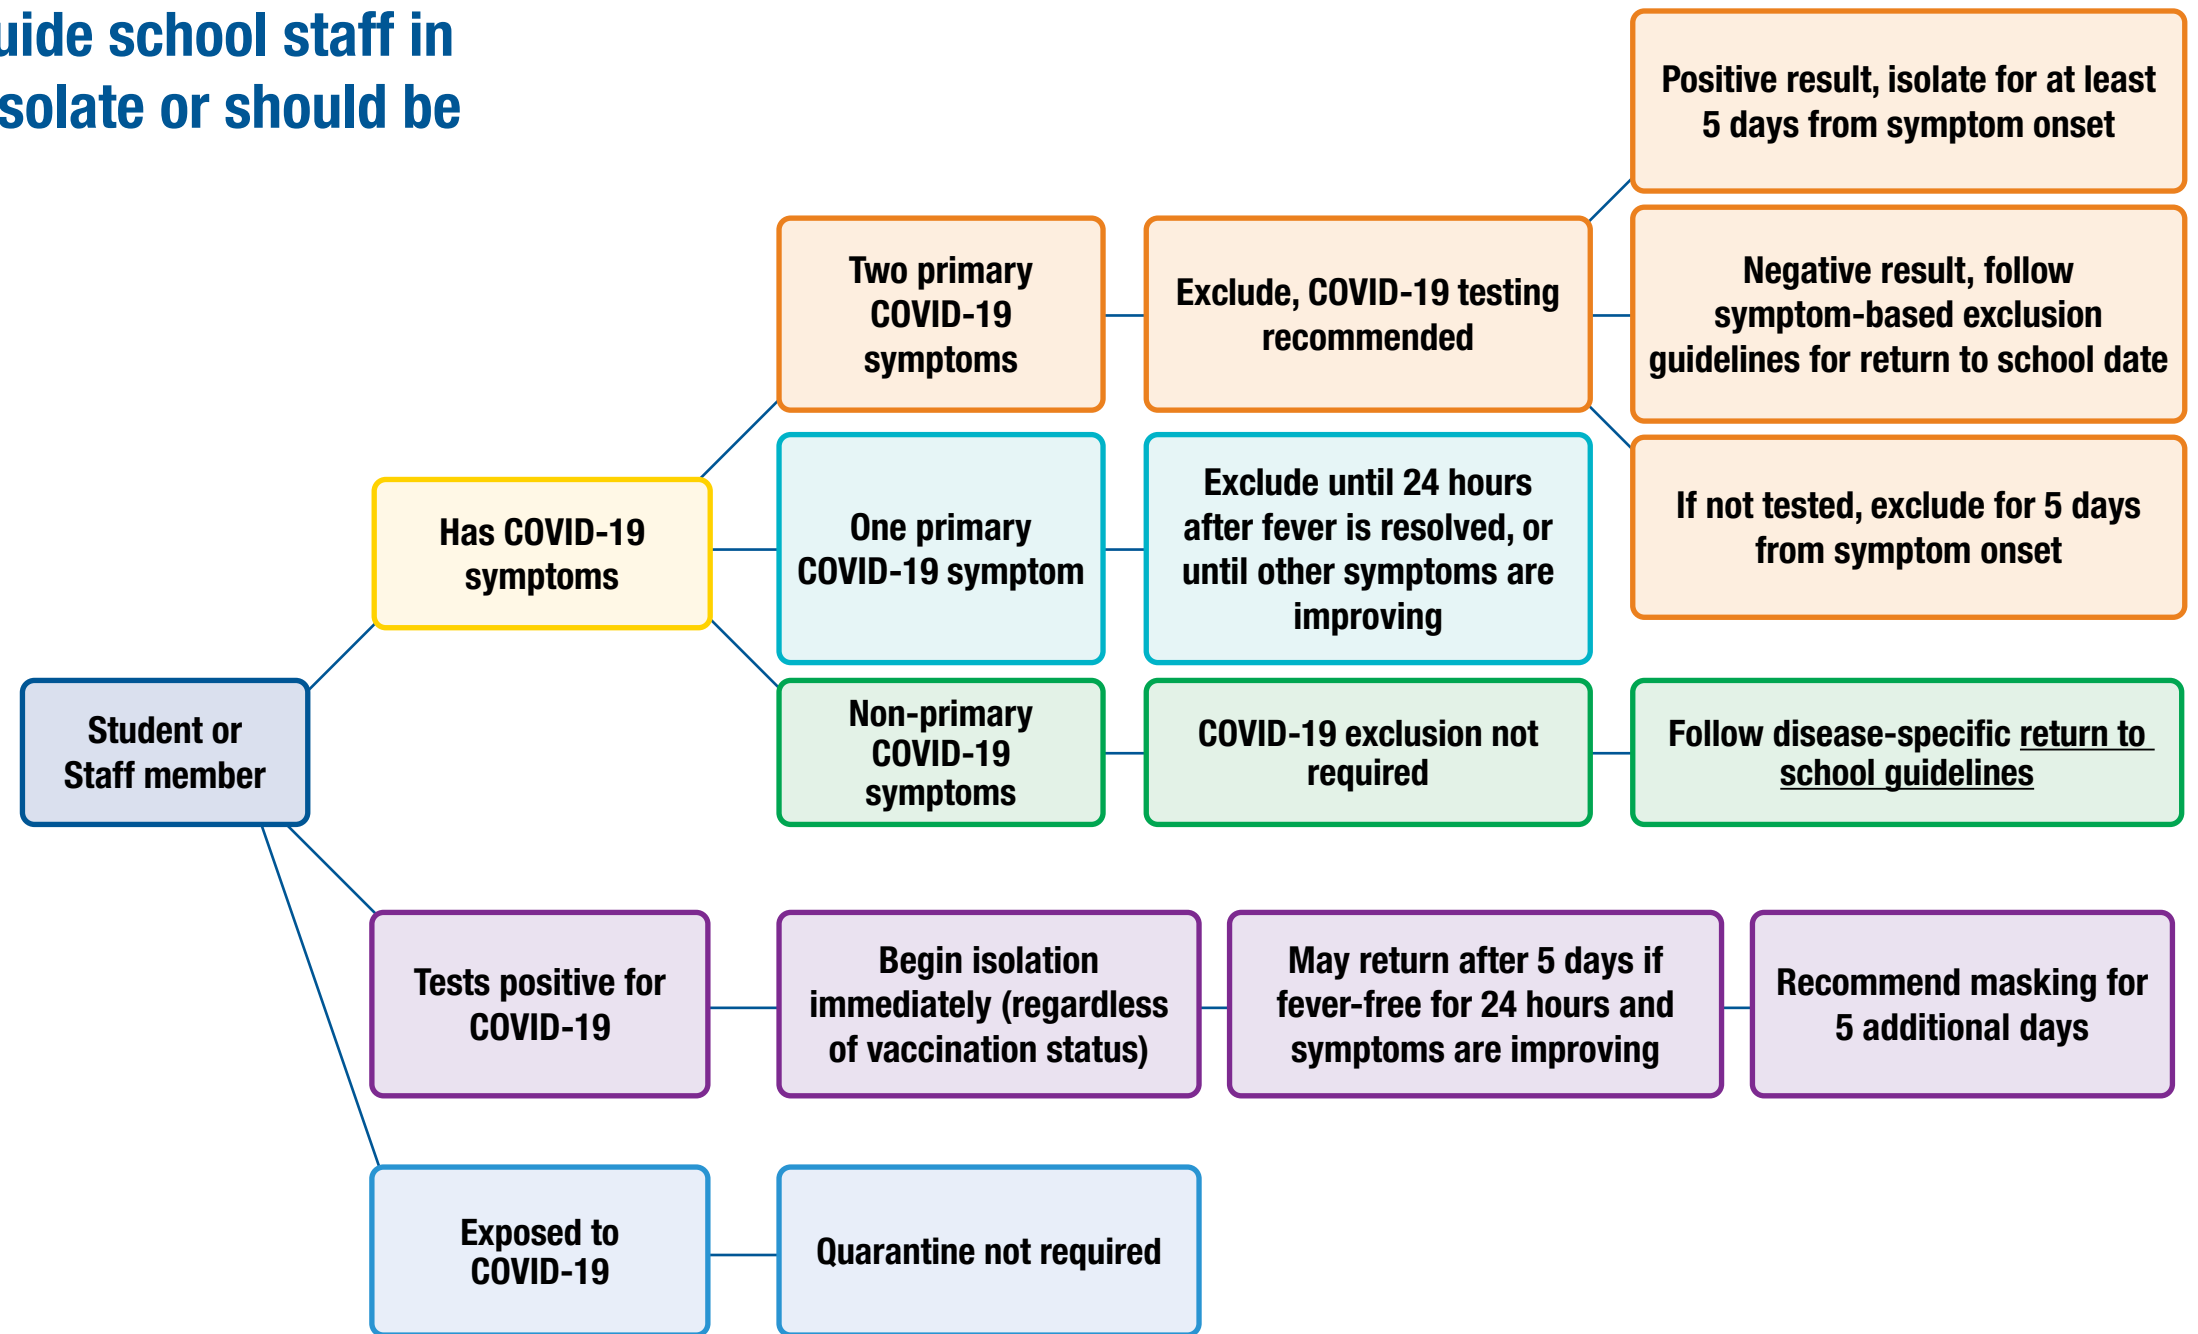 uide school staff in
solate or should be
Positive result, isolate for at least
5 days from symptom onset
Two primary
COVID-19
symptoms
Exclude, COVID-19 testing
recommended
Negative result, follow
symptom-based exclusion
guidelines for return to school date
If not tested, exclude for 5 days
from symptom onset
Has COVID-19
symptoms
One primary
COVID-19 symptom
Exclude until 24 hours
after fever is resolved, or
until other symptoms are
improving
Student or
Staff member
Non-primary
COVID-19
symptoms
COVID-19 exclusion not
required
Follow disease-specific return to
school guidelines
Tests positive for
COVID-19
Begin isolation
immediately (regardless
of vaccination status)
May return after 5 days if
fever-free for 24 hours and
symptoms are improving
Recommend masking for
5 additional days
Exposed to
COVID-19
Quarantine not required